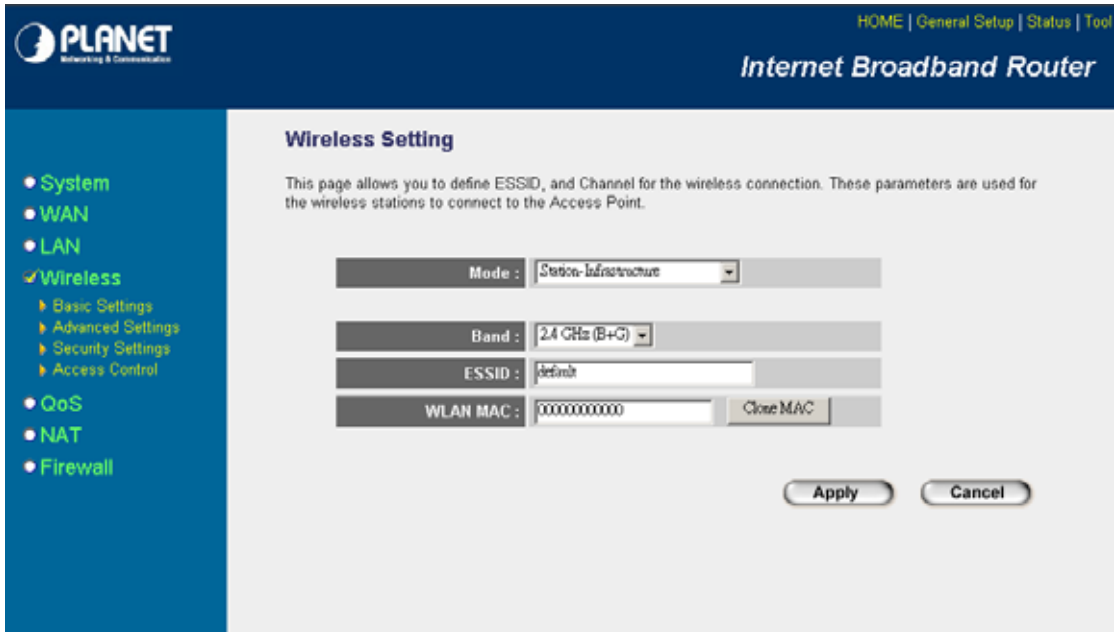 PLANET
Networking & Communication
HOME | General Setup | Status | Tool
Internet Broadband Router
System
WAN
LAN
Wireless
Basic Settings
Advanced Settings
Security Settings
Access Control
QoS
NAT
Firewall
Wireless Setting
This page allows you to define ESSID, and Channel for the wireless connection. These parameters are used for
the wireless stations to connect to the Access Point.
Mode : Station-Infrastructure
Band : 2.4 GHz (B+G)
ESSID : default
WLAN MAC : 000000000000 Clone MAC
Apply Cancel